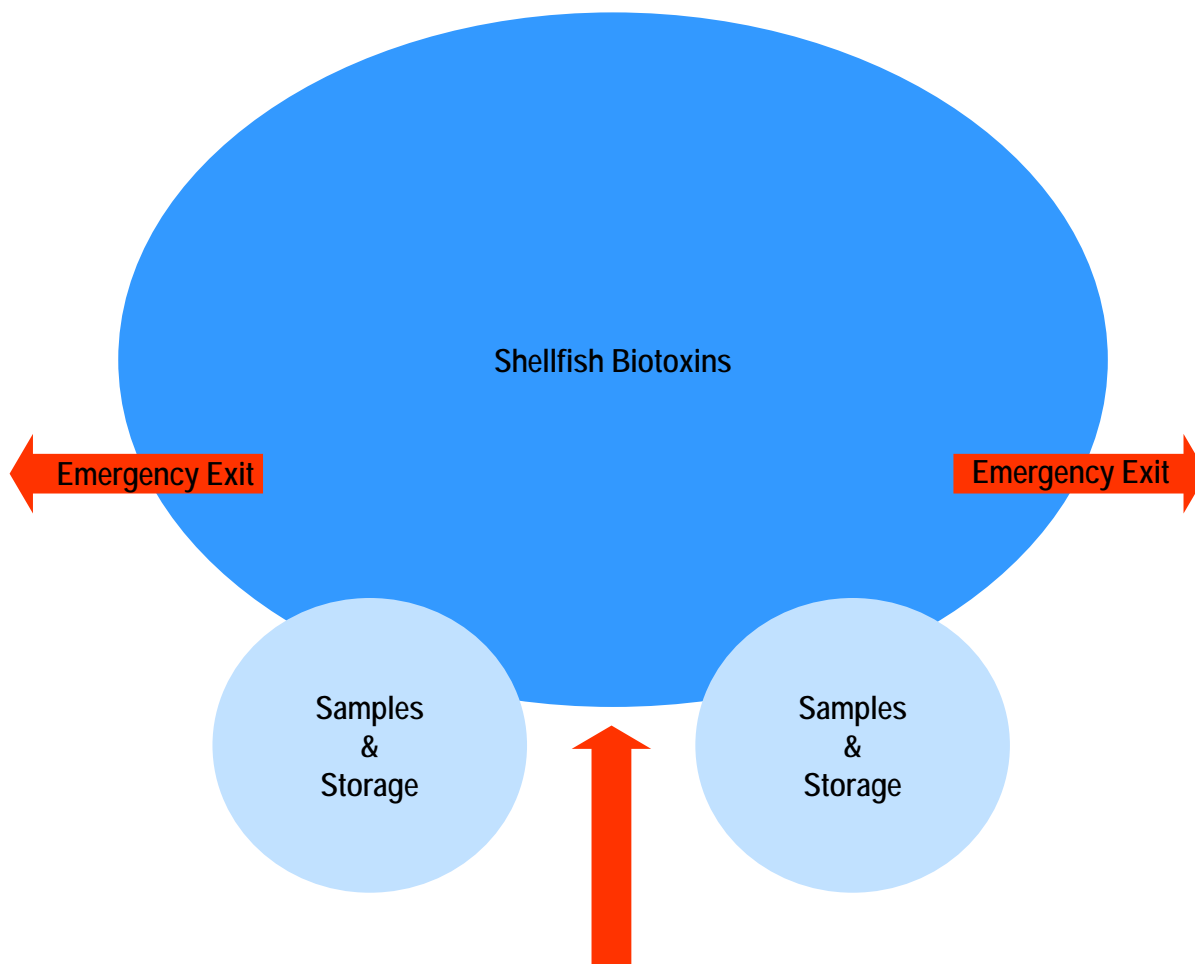 Shellfish Biotoxins
Emergency Exit
Emergency Exit
Samples
&
Storage
Samples
&
Storage